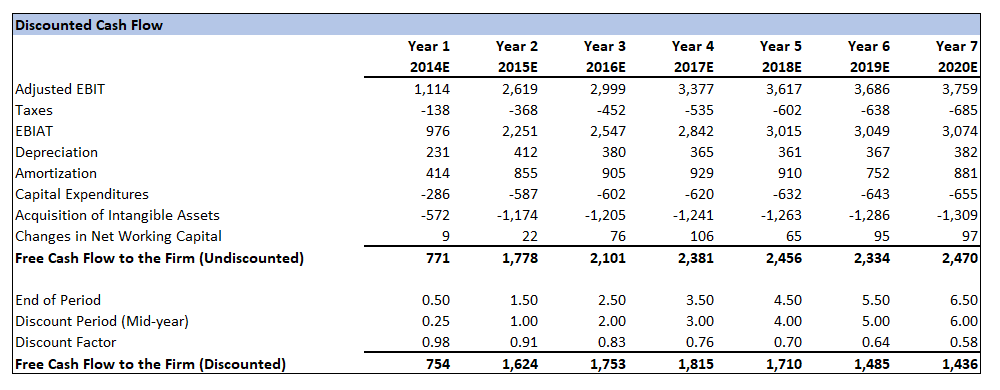 Discounted Cash Flow
Year 1 Year 2 Year 3 Year 4 Year 5 Year 6 Year 7
2014E 2015E 2016E 2017E 2018E 2019E 2020E
Adjusted EBIT 1,114 2,619 2,999 3,377 3,617 3,686 3,759
Taxes -138 -368 -452 -535 -602 -638 -685
EBIAT 976 2,251 2,547 2,842 3,015 3,049 3,074
Depreciation 231 412 380 365 361 367 382
Amortization 414 855 905 929 910 752 881
Capital Expenditures -286 -587 -602 -620 -632 -643 -655
Acquisition of Intangible Assets -572 -1,174 -1,205 -1,241 -1,263 -1,286 -1,309
Changes in Net Working Capital 9 22 76 106 65 95 97
Free Cash Flow to the Firm (Undiscounted) 771 1,778 2,101 2,381 2,456 2,334 2,470
End of Period 0.50 1.50 2.50 3.50 4.50 5.50 6.50
Discount Period (Mid-year) 0.25 1.00 2.00 3.00 4.00 5.00 6.00
Discount Factor 0.98 0.91 0.83 0.76 0.70 0.64 0.58
Free Cash Flow to the Firm (Discounted) 754 1,624 1,753 1,815 1,710 1,485 1,436